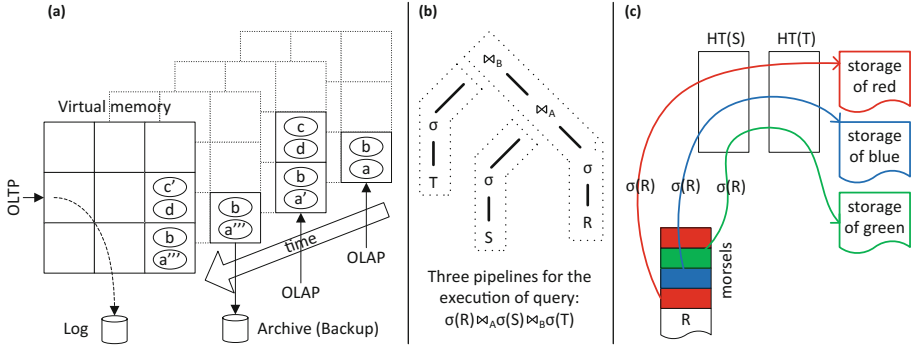 (a)
Virtual memory
OLTP
c'
d
b
a'''
b
a'''
c
d
b
a'
b
a
time
OLAP
OLAP
Log
Archive (Backup)
(b)
⋈B
⋈A
σ
T
σ
S
σ
R
Three pipelines for the
execution of query:
σ(R)⋈Aσ(S)⋈Bσ(T)
(c)
HT(S)
HT(T)
storage
of red
storage
of blue
storage
of green
σ(R)
σ(R)
σ(R)
morsels
R